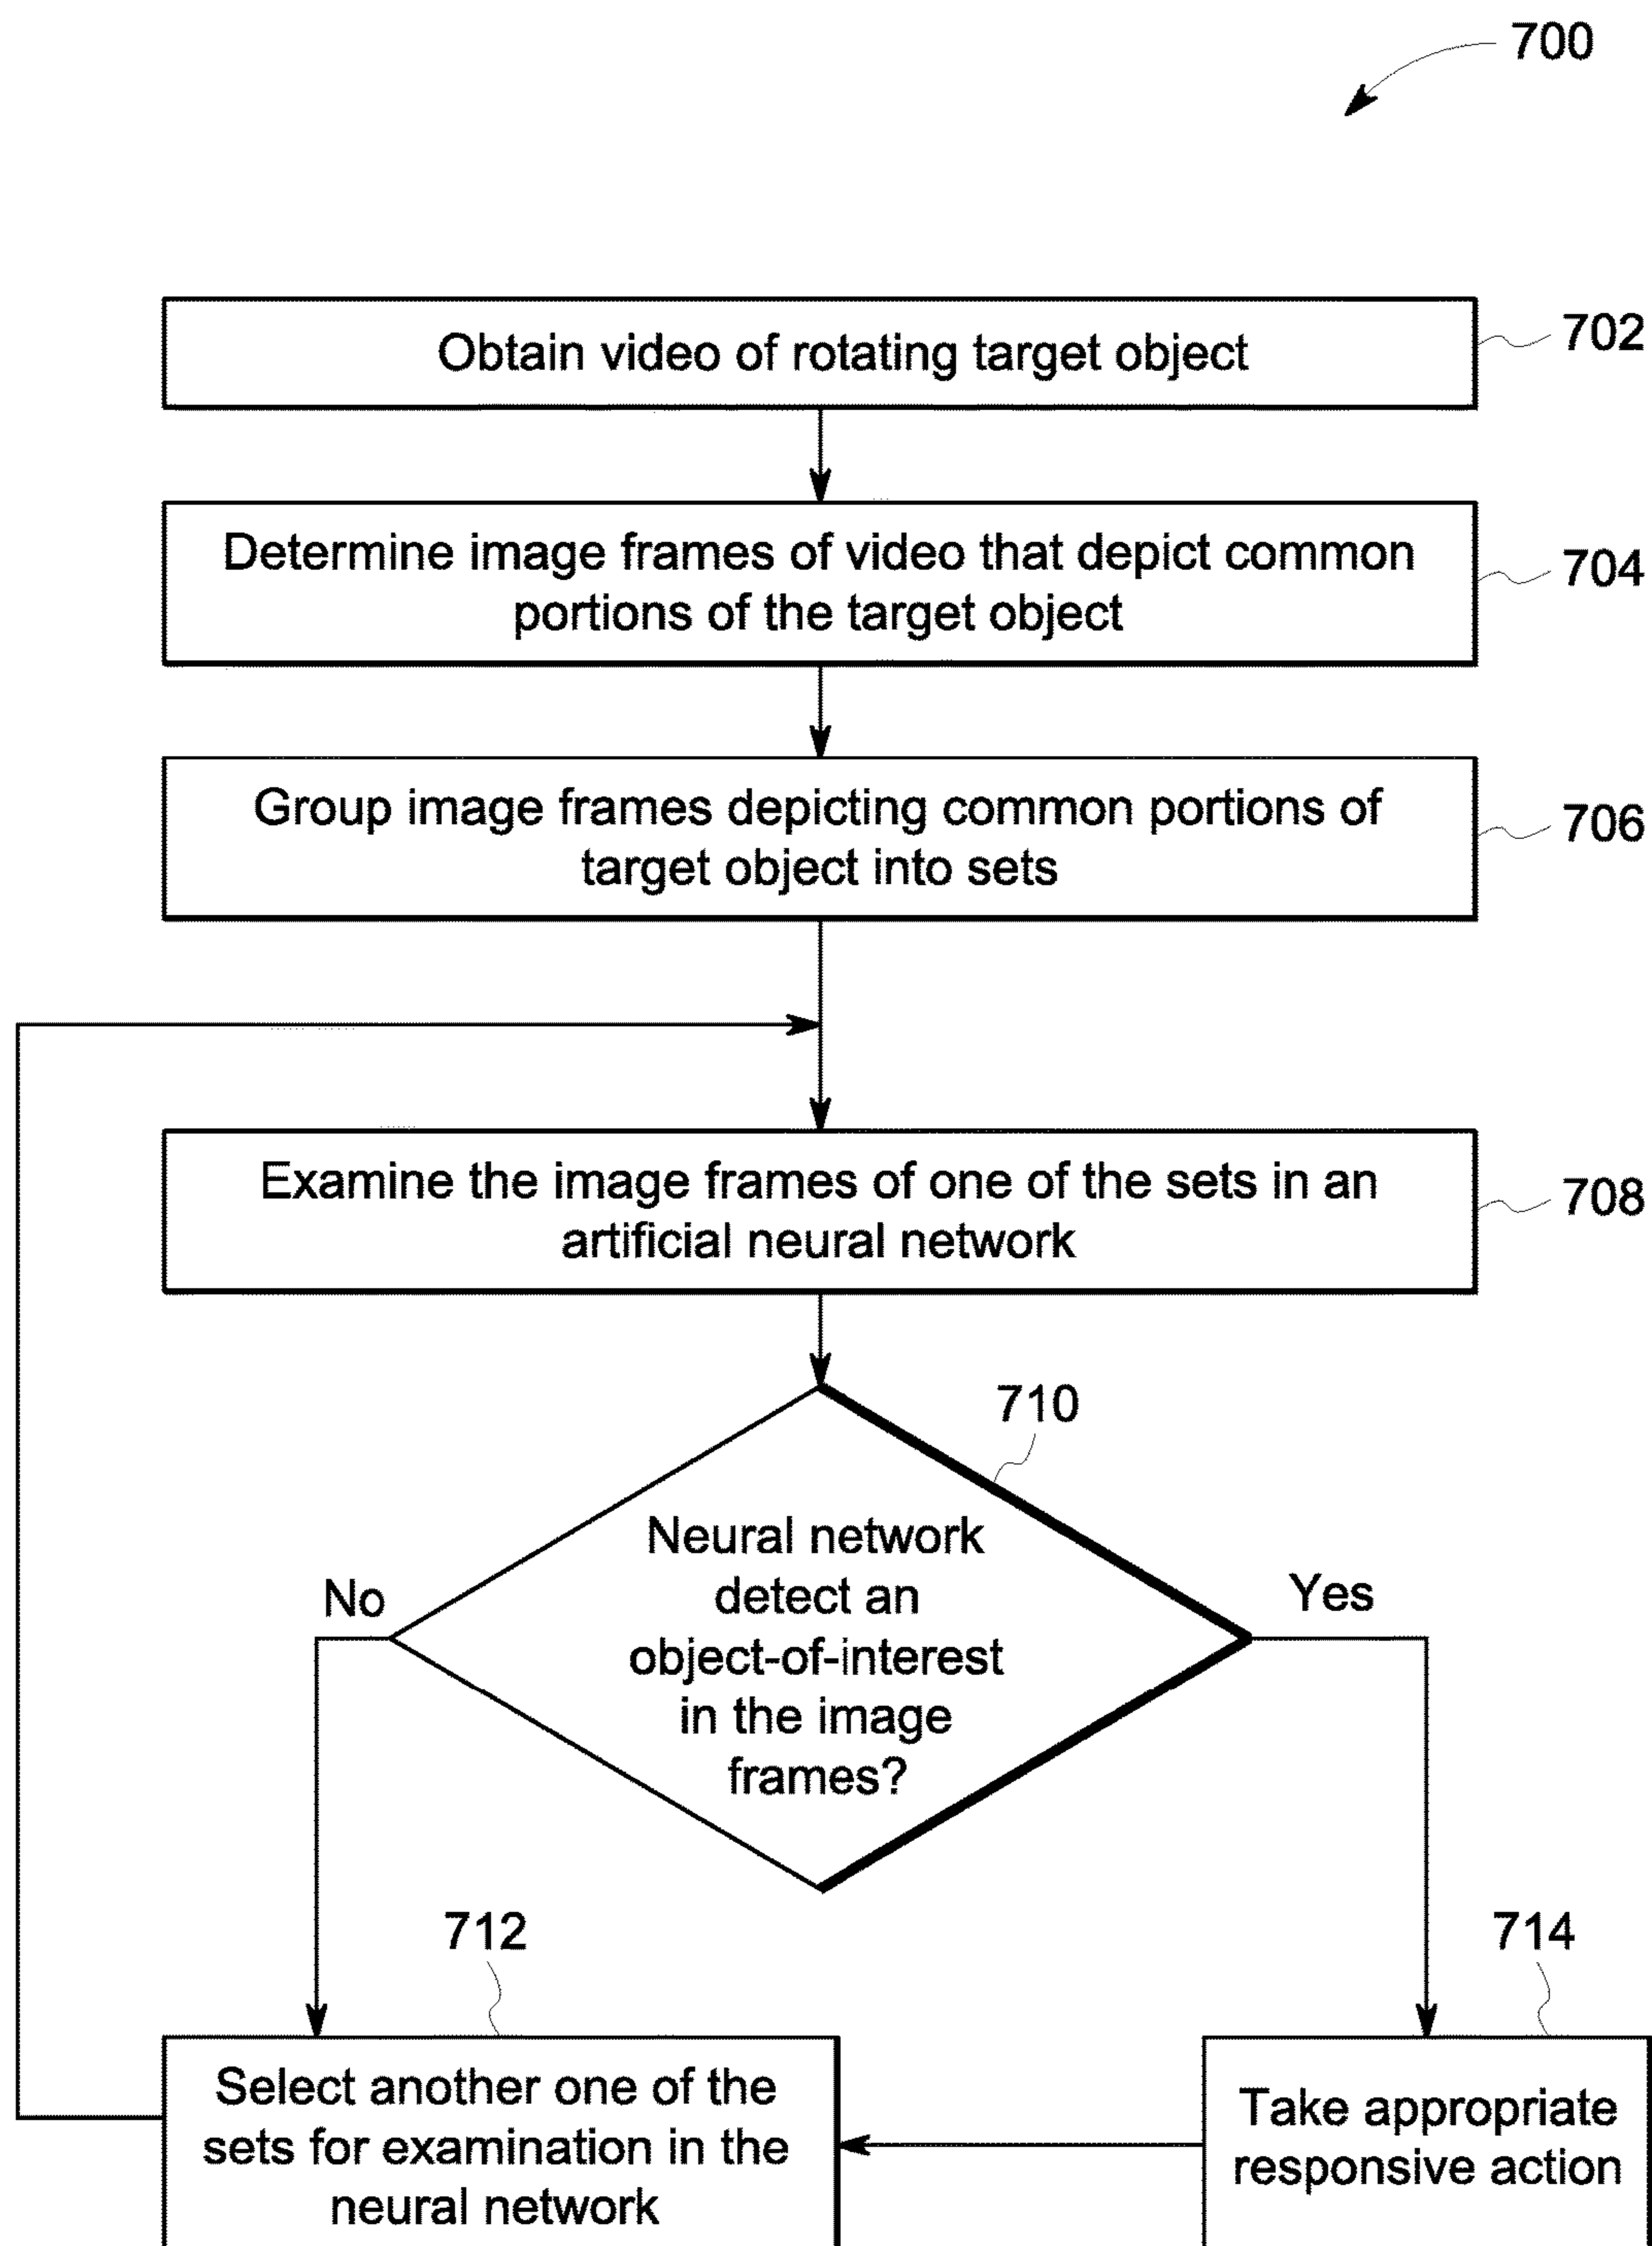 700
Obtain video of rotating target object
702
Determine image frames of video that depict common
portions of the target object
704
Group image frames depicting common portions of
target object into sets
706
Examine the image frames of one of the sets in an
artificial neural network
708
710
Neural network
detect an
object-of-interest
in the image
frames?
No
Yes
712
714
Select another one of the
sets for examination in the
neural network
Take appropriate
responsive action